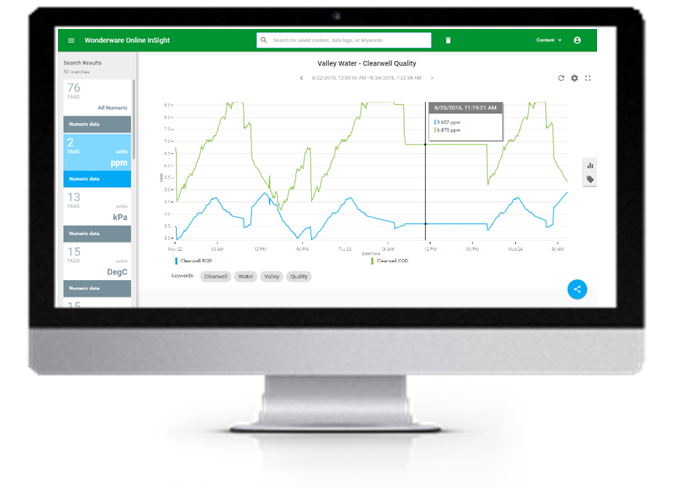 Wonderware Online InSight
Search for saved content, data tags, or keywords.
Content
Search Results
57 matches
76
TAGS
All Numeric
Numeric data
2
TAGS
units
ppm
Numeric data
13
TAGS
units
kPa
Numeric data
15
TAGS
units
DegC
Numeric data
15
Valley Water - Clearwell Quality
8/22/2016, 12:00:00 AM - 8/24/2016, 7:22:34 AM
8/23/2016, 11:19:31 AM
6.875 ppm
Mon 22
06 AM
12 PM
06 PM
Tue 23
06 AM
12 PM
06 PM
Wed 24
06 AM
Date/Time
Clearwell BOD
Clearwell COD
Keywords:
Clearwell
Water
Valley
Quality